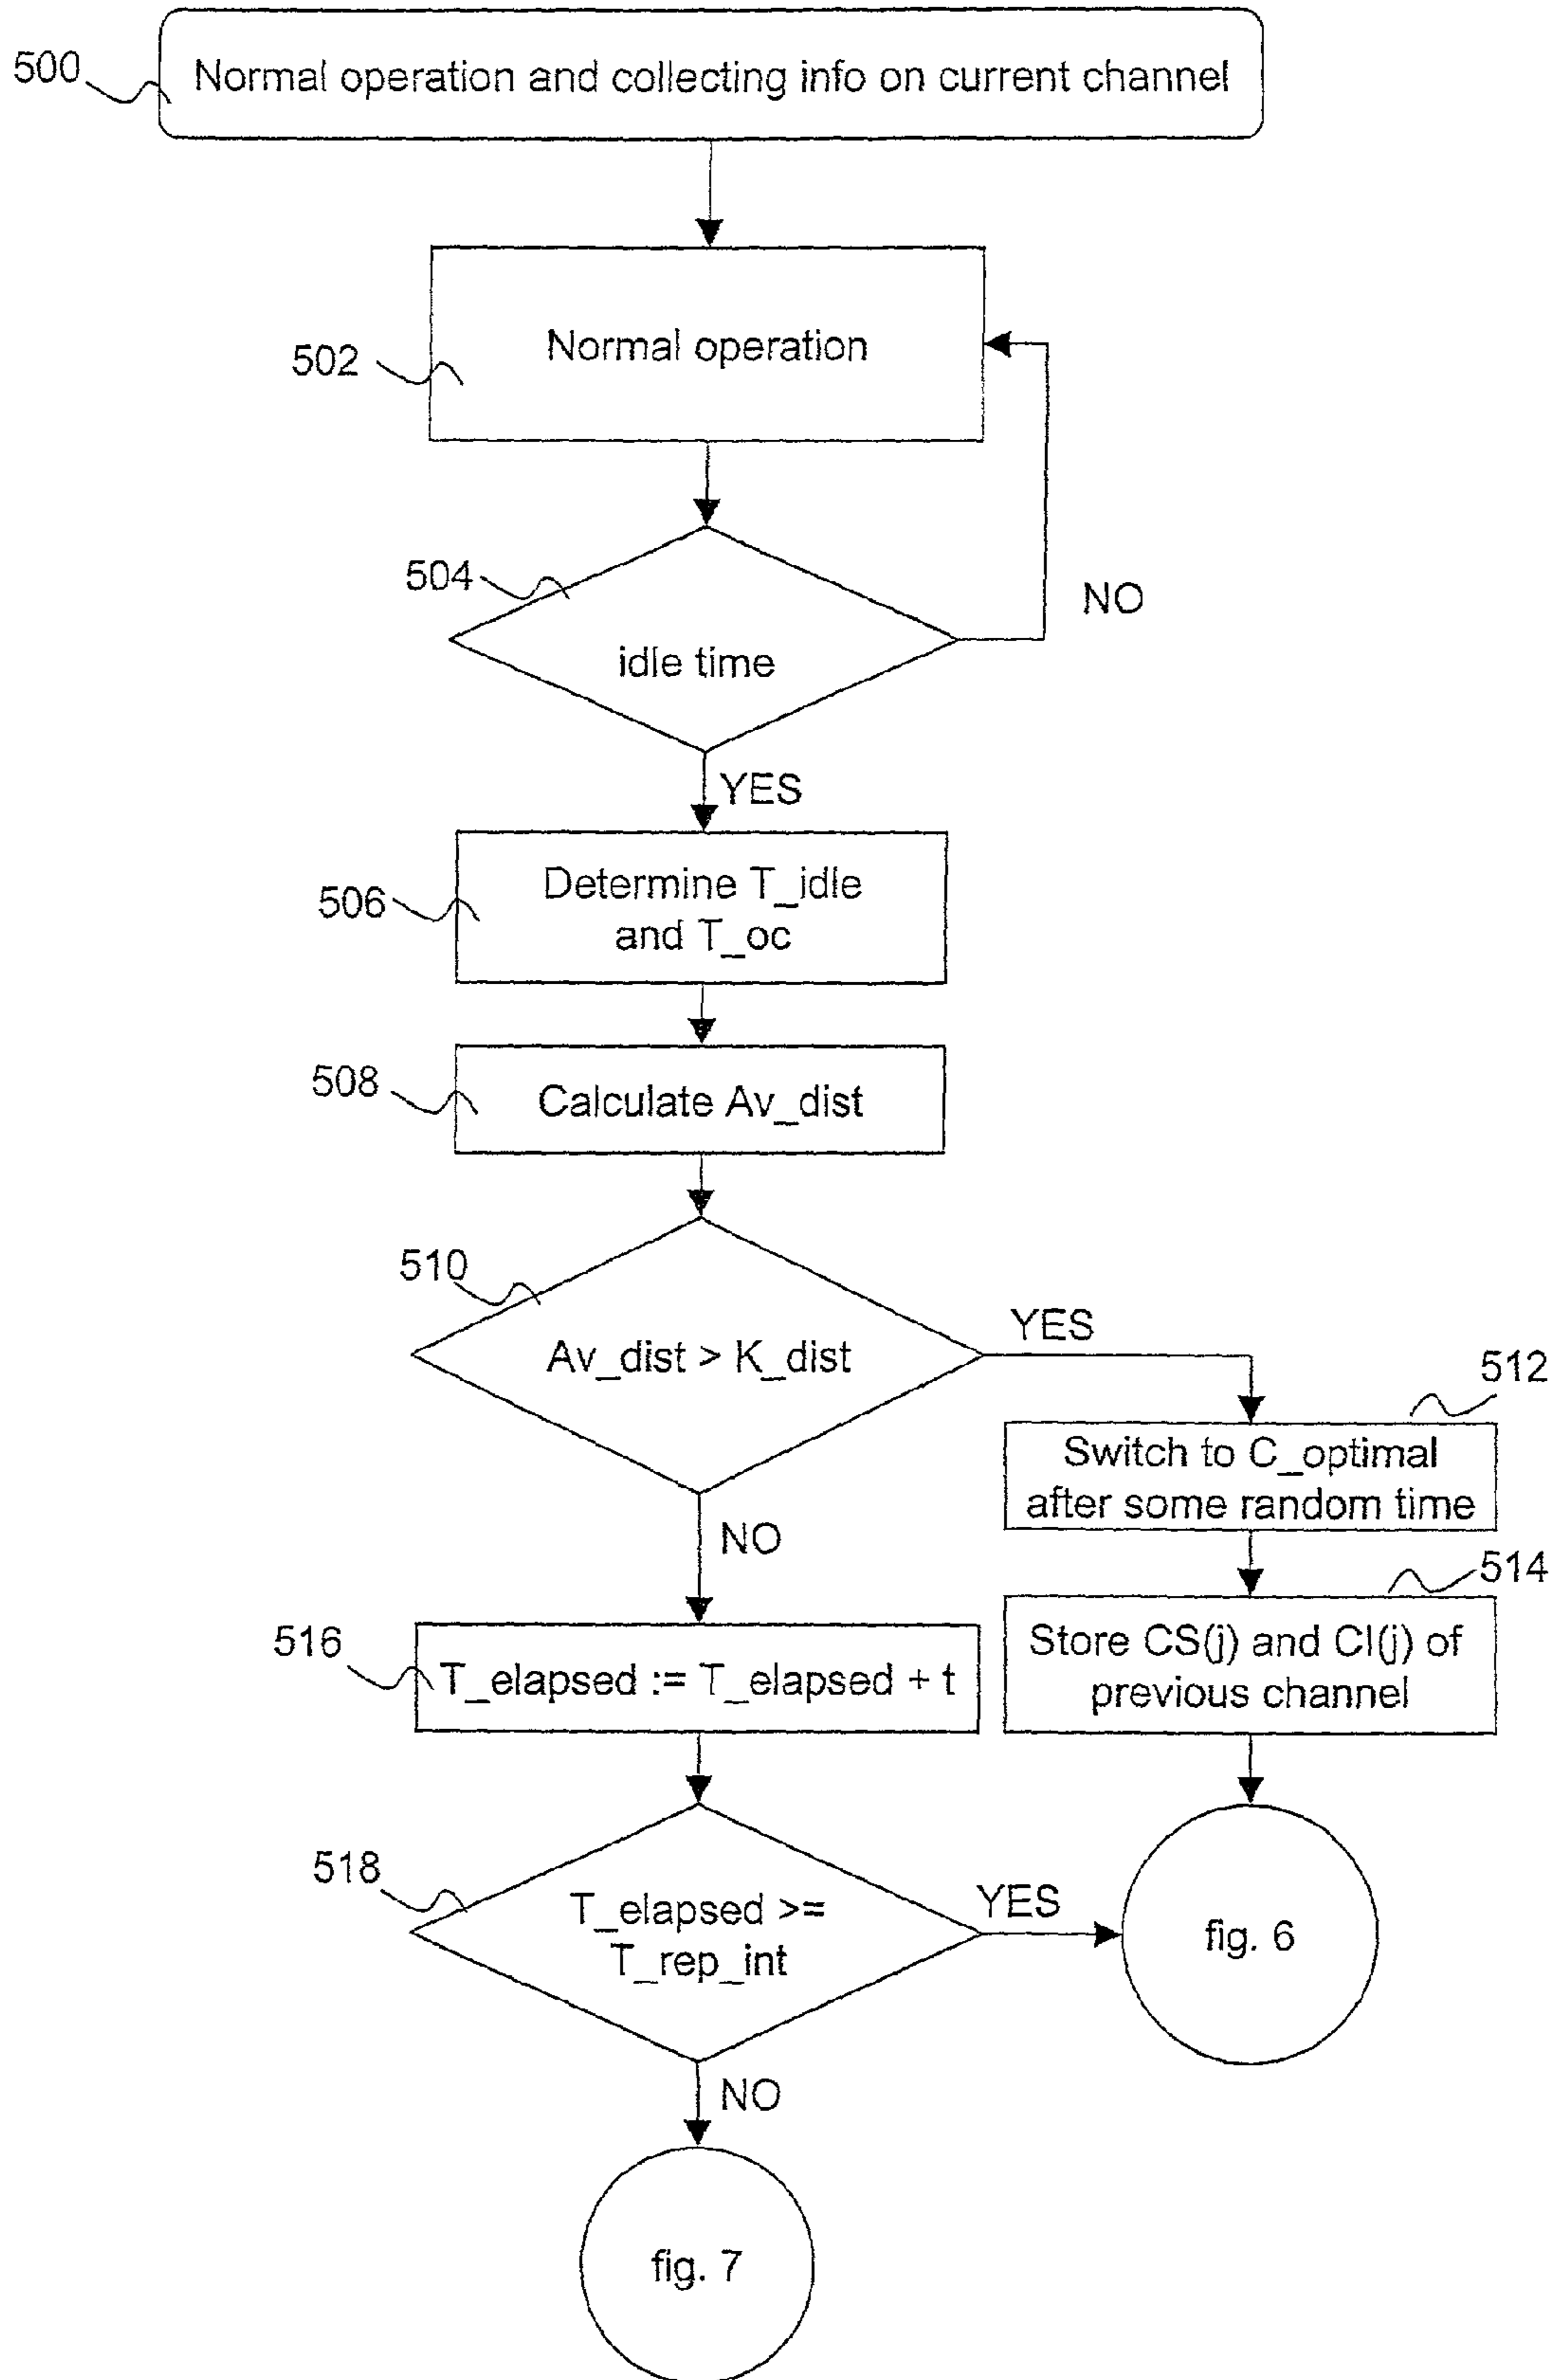 500
Normal operation and collecting info on current channel
502
Normal operation
504
idle time
NO
YES
506
Determine T_idle
and T_oc
508
Calculate Av_dist
510
Av_dist > K_dist
YES
512
Switch to C_optimal
after some random time
NO
514
Store CS(j) and CI(j) of
previous channel
516
T_elapsed := T_elapsed + t
518
T_elapsed >=
T_rep_int
YES
fig. 6
NO
fig. 7